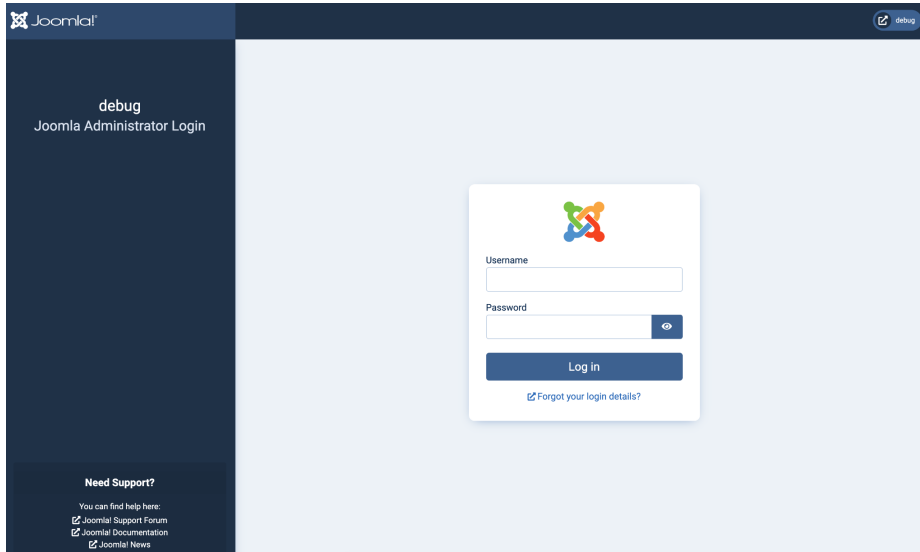 Joomla!®
debug
debug
Joomla Administrator Login
Username
Password
Log in
Forgot your login details?
Need Support?
You can find help here:
Joomla! Support Forum
Joomla! Documentation
Joomla! News